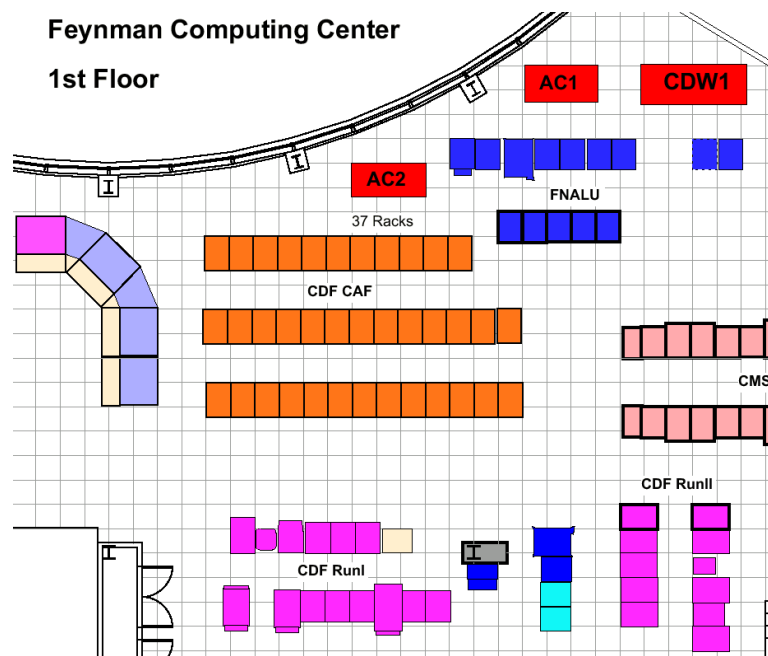 Feynman Computing Center
1st Floor
AC1
CDW1
AC2
FNALU
37 Racks
CDF CAF
CMS
CDF RunII
CDF RunI